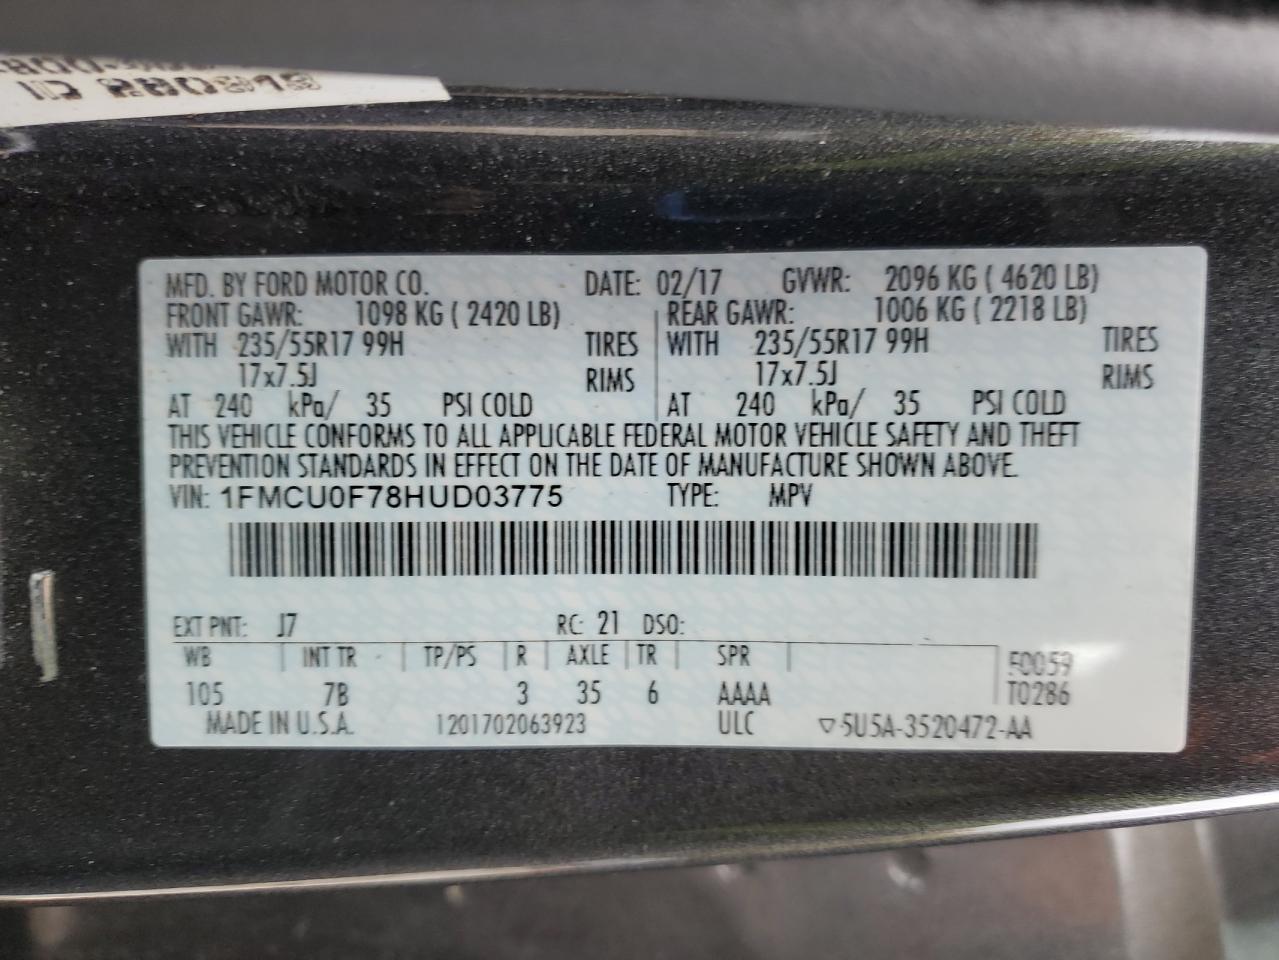 MFD. BY FORD MOTOR CO. DATE: 02/17 GVWR: 2096 KG ( 4620 LB)
FRONT GAWR: 1098 KG ( 2420 LB) REAR GAWR: 1006 KG ( 2218 LB)
WITH 235/55R17 99H TIRES WITH 235/55R17 99H TIRES
17x7.5J RIMS 17x7.5J RIMS
AT 240 kPa/ 35 PSI COLD AT 240 kPa/ 35 PSI COLD
THIS VEHICLE CONFORMS TO ALL APPLICABLE FEDERAL MOTOR VEHICLE SAFETY AND THEFT
PREVENTION STANDARDS IN EFFECT ON THE DATE OF MANUFACTURE SHOWN ABOVE.
VIN: 1FMCU0F78HUD03775 TYPE: MPV
EXT PNT: J7 RC: 21 DSO:
WB INT TR TP/PS R AXLE TR SPR F0059
105 7B 3 35 6 AAAA T0286
MADE IN U.S.A. 1201702063923 ULC ▽5U5A-3520472-AA